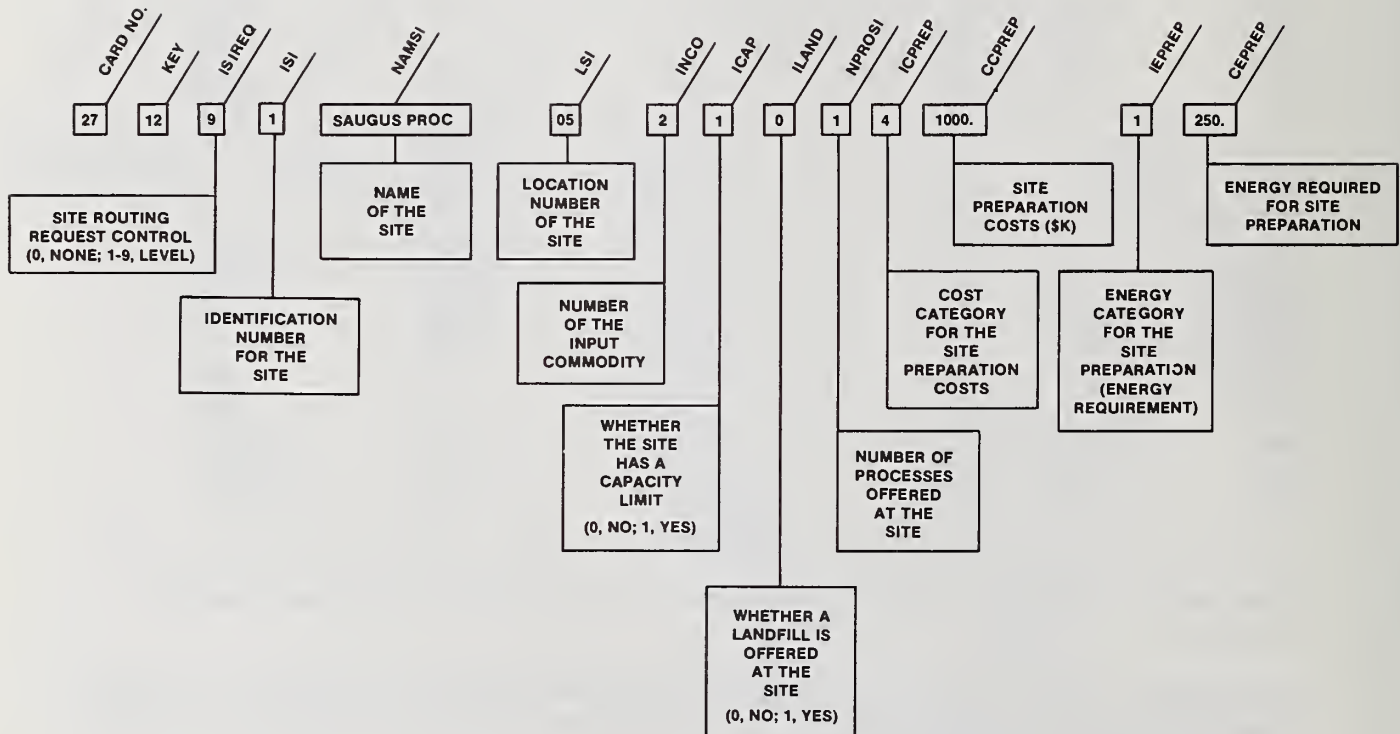 CARD NO.
KEY
ISIREQ
ISI
NAMSI
LSI
INCO
ICAP
ILAND
NPROSI
ICPREP
CCPREP
IEPREP
CEPREP
27
12
9
1
SAUGUS PROC
05
2
1
0
1
4
1000.
1
250.
SITE ROUTING
REQUEST CONTROL
(0, NONE; 1-9, LEVEL)
IDENTIFICATION
NUMBER
FOR THE
SITE
NAME
OF THE
SITE
LOCATION
NUMBER
OF THE
SITE
NUMBER
OF THE
INPUT
COMMODITY
WHETHER
THE SITE
HAS A
CAPACITY
LIMIT
(0, NO; 1, YES)
WHETHER A
LANDFILL IS
OFFERED
AT THE
SITE
(0, NO; 1, YES)
NUMBER OF
PROCESSES
OFFERED
AT THE
SITE
COST
CATEGORY
FOR THE
SITE
PREPARATION
COSTS
SITE
PREPARATION
COSTS ($K)
ENERGY
CATEGORY
FOR THE
SITE
PREPARATION
(ENERGY
REQUIREMENT)
ENERGY REQUIRED
FOR SITE
PREPARATION